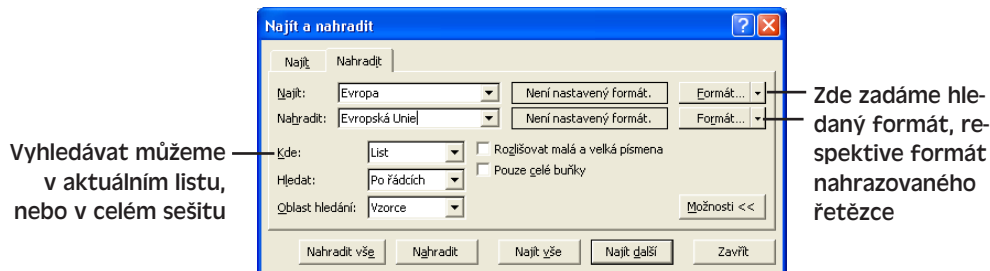 Najít a nahradit
Najít Nahradit
Najít: Evropa Není nastavený formát. Formát...
Nahradit: Evropská Unie Není nastavený formát. Formát...
Kde: List Rozlišovat malá a velká písmena
Hledat: Po řádcích Pouze celé buňky
Oblast hledání: Vzorce Možnosti <<
Nahradit vše Nahradit Najít vše Najít další Zavřít
Vyhledávat můžeme
v aktuálním listu,
nebo v celém sešitu
Zde zadáme hle-
daný formát, re-
spektive formát
nahrazovaného
řetězce